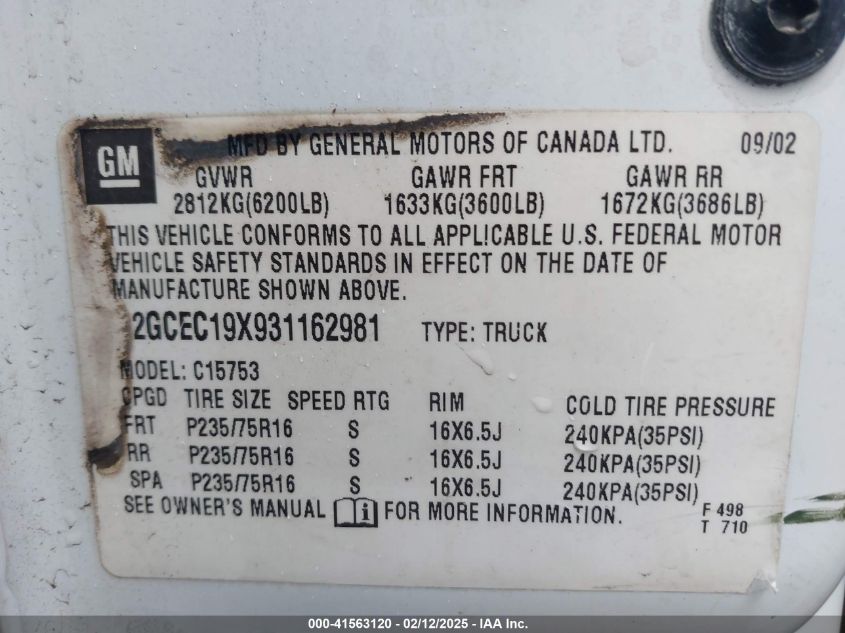 GM
MFD BY GENERAL MOTORS OF CANADA LTD. 09/02
GVWR GAWR FRT GAWR RR
2812KG(6200LB) 1633KG(3600LB) 1672KG(3686LB)
THIS VEHICLE CONFORMS TO ALL APPLICABLE U.S. FEDERAL MOTOR
VEHICLE SAFETY STANDARDS IN EFFECT ON THE DATE OF
MANUFACTURE SHOWN ABOVE.
2GCEC19X931162981 TYPE: TRUCK
MODEL: C15753
CPGD TIRE SIZE SPEED RTG RIM COLD TIRE PRESSURE
FRT P235/75R16 S 16X6.5J 240KPA(35PSI)
RR P235/75R16 S 16X6.5J 240KPA(35PSI)
SPA P235/75R16 S 16X6.5J 240KPA(35PSI)
SEE OWNER'S MANUAL i FOR MORE INFORMATION.
F 498
T 710
000-41563120 - 02/12/2025 - IAA Inc.